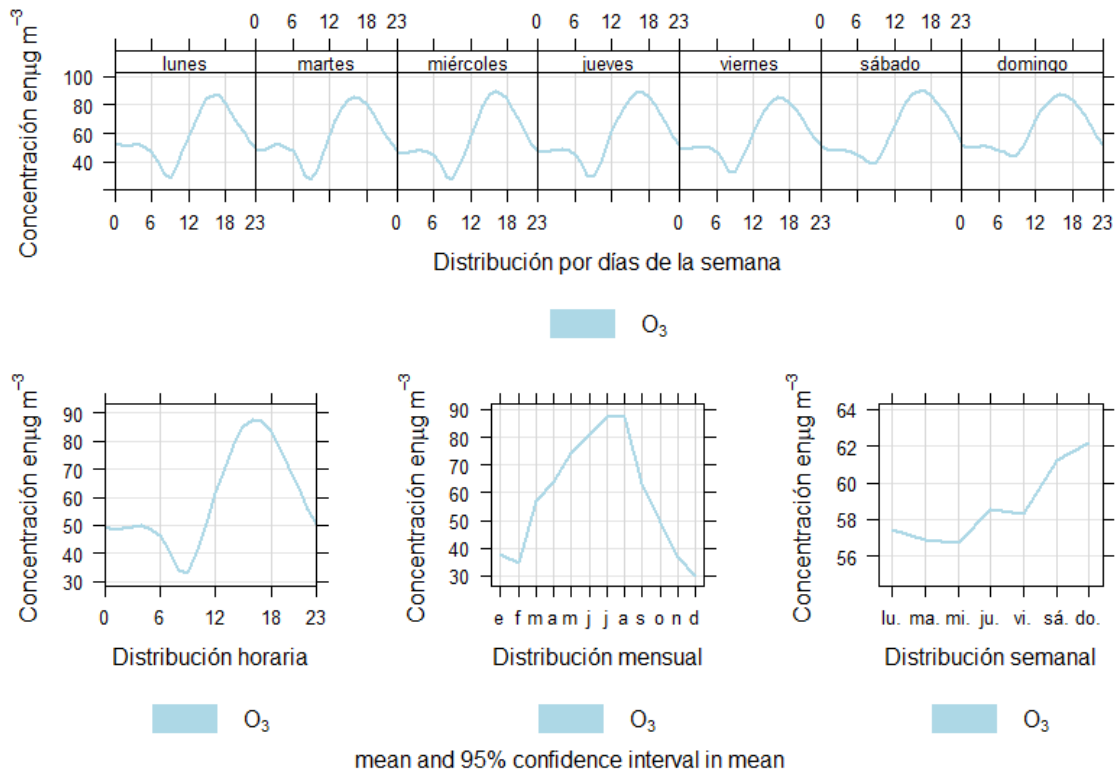 0 6 12 18 23 0 6 12 18 23 0 6 12 18 23
lunes martes miércoles jueves viernes sábado domingo
Concentración enµg m⁻³
100
80
60
40
0 6 12 18 23 0 6 12 18 23 0 6 12 18 23 0 6 12 18 23
Distribución por días de la semana
O₃
Concentración enµg m⁻³
90
80
70
60
50
40
30
0 6 12 18 23
Distribución horaria
O₃
Concentración enµg m⁻³
90
80
70
60
50
40
30
e f m a m j j a s o n d
Distribución mensual
O₃
Concentración enµg m⁻³
64
62
60
58
56
lu. ma. mi. ju. vi. sá. do.
Distribución semanal
O₃
mean and 95% confidence interval in mean